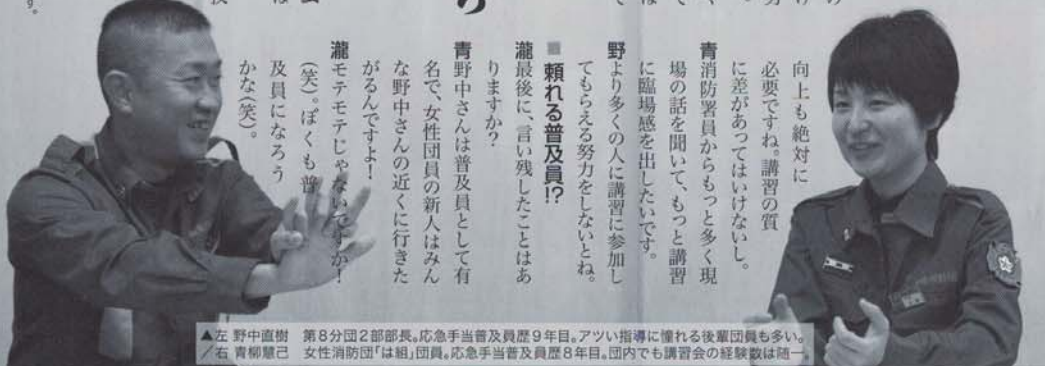 向上も絶対に
必要ですね。講習の質
に差があってはいけないし。
青消防署員からもっと多く現
場の話を聞いて、もっと講習
に臨場感を出したいです。
野より多くの人に講習に参加し
てもらえる努力をしないとね。
■頼れる普及員!?
瀧最後に、言い残したことはあ
りますか?
青野中さんは普及員として有
名で、女性団員の新人はみん
な野中さんの近くに行きた
がるんですよ!
瀧モテモテじゃないですか!
(笑)。ぼくも普
及員になろう
かな(笑)。
▲左 野中直樹 第8分団2部部長。応急手当普及員歴9年目。アツい指導に憧れる後輩団員も多い。
/右 青柳慧己 女性消防団「は組」団員。応急手当普及員歴8年目。団内でも講習会の経験数は随一。